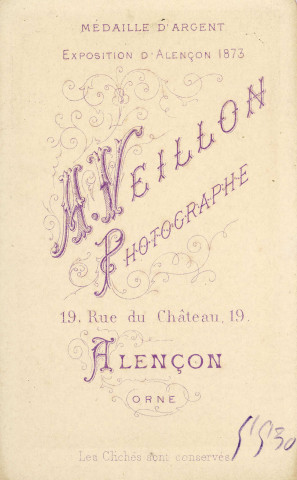 MÉDAILLE D'ARGENT
EXPOSITION D'ALENÇON 1873
M. VEILLON
PHOTOGRAPHE
19. Rue du Château, 19.
ALENÇON
ORNE
Les Clichés sont conservés